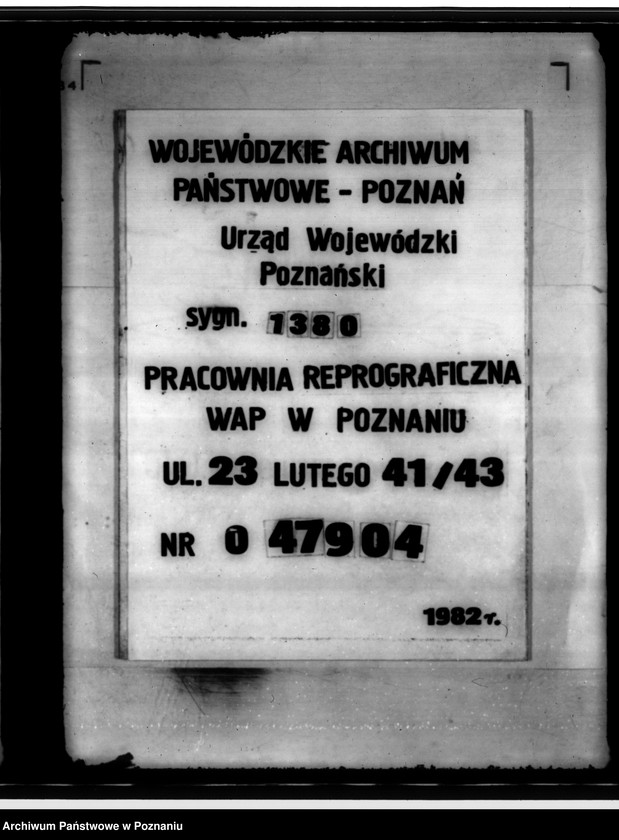 WOJEWÓDZKIE ARCHIWUM
PAŃSTWOWE - POZNAŃ
Urząd Wojewódzki
Poznański
sygn. 1380
PRACOWNIA REPROGRAFICZNA
WAP W POZNANIU
UL. 23 LUTEGO 41/43
NR 0 47904
1982 r.
Archiwum Państwowe w Poznaniu